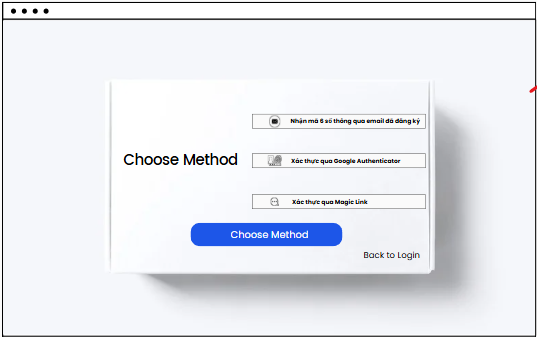 Nhận mã 6 số thông qua email đã đăng ký
Choose Method
Xác thực qua Google Authenticator
Xác thực qua Magic Link
Choose Method
Back to Login